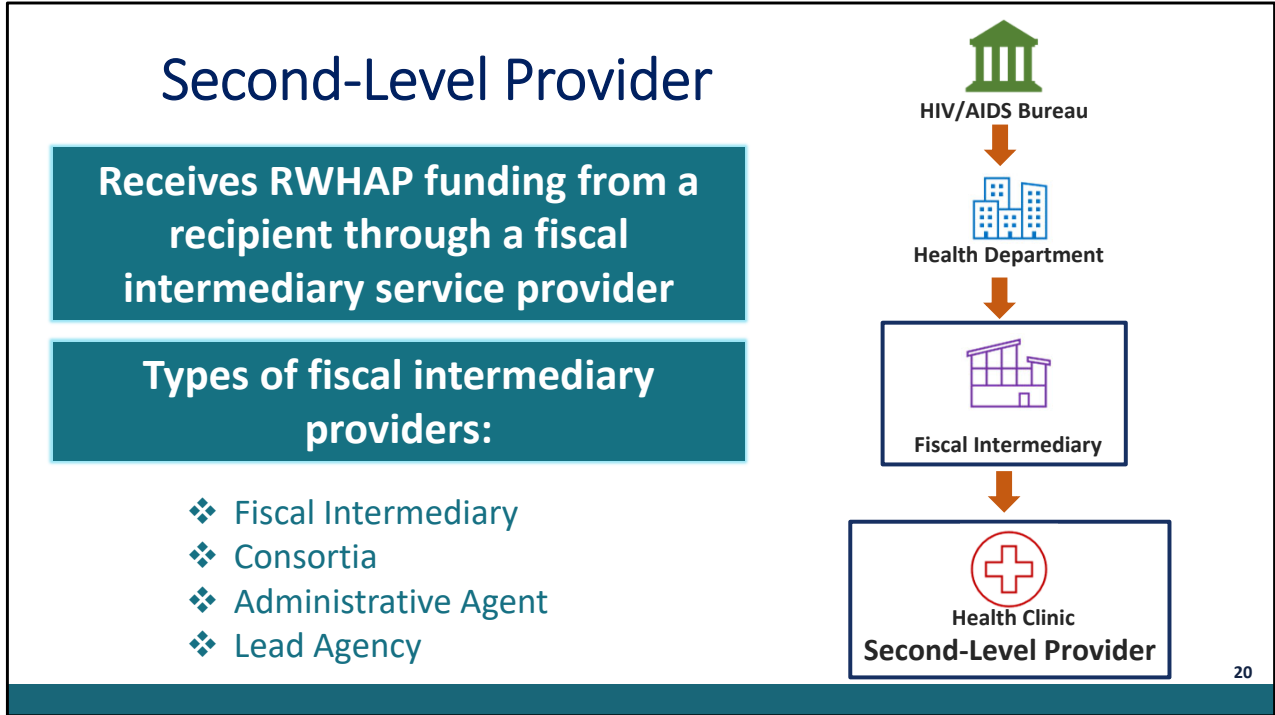 Second-Level Provider
Receives RWHAP funding from a
recipient through a fiscal
intermediary service provider
Types of fiscal intermediary
providers:
❖ Fiscal Intermediary
❖ Consortia
❖ Administrative Agent
❖ Lead Agency
HIV/AIDS Bureau
Health Department
Fiscal Intermediary
Health Clinic
Second-Level Provider
20